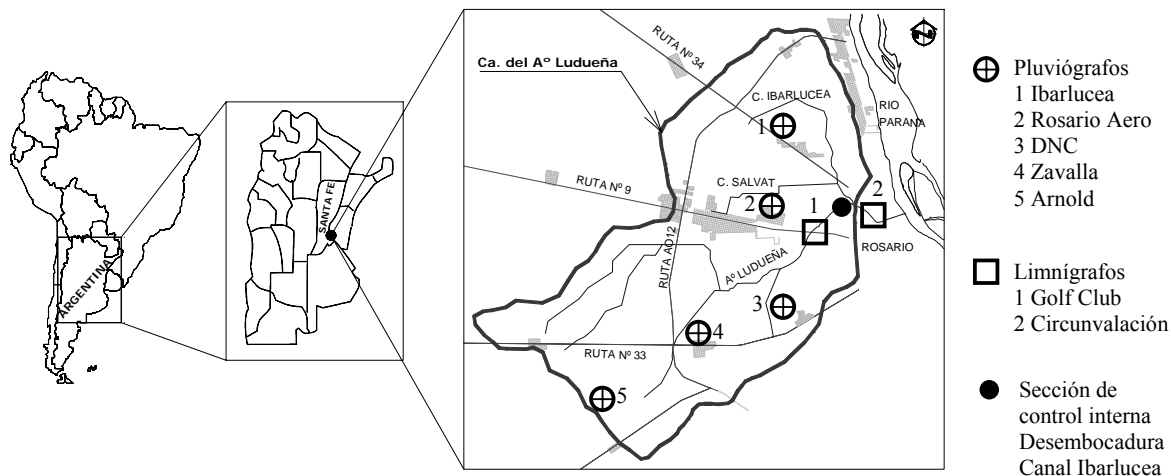 ARGENTINA
SANTA FE
Ca. del Aº Ludueña
RUTA Nº 34
C. IBARLUCEA
1
RIO
PARANA
RUTA Nº 9
C. SALVAT
2
1
2
ROSARIO
RUTA AO12
Aº LUDUEÑA
3
4
RUTA Nº 33
5
N
Pluviógrafos
1 Ibarlucea
2 Rosario Aero
3 DNC
4 Zavalla
5 Arnold
Limnígrafos
1 Golf Club
2 Circunvalación
Sección de
control interna
Desembocadura
Canal Ibarlucea